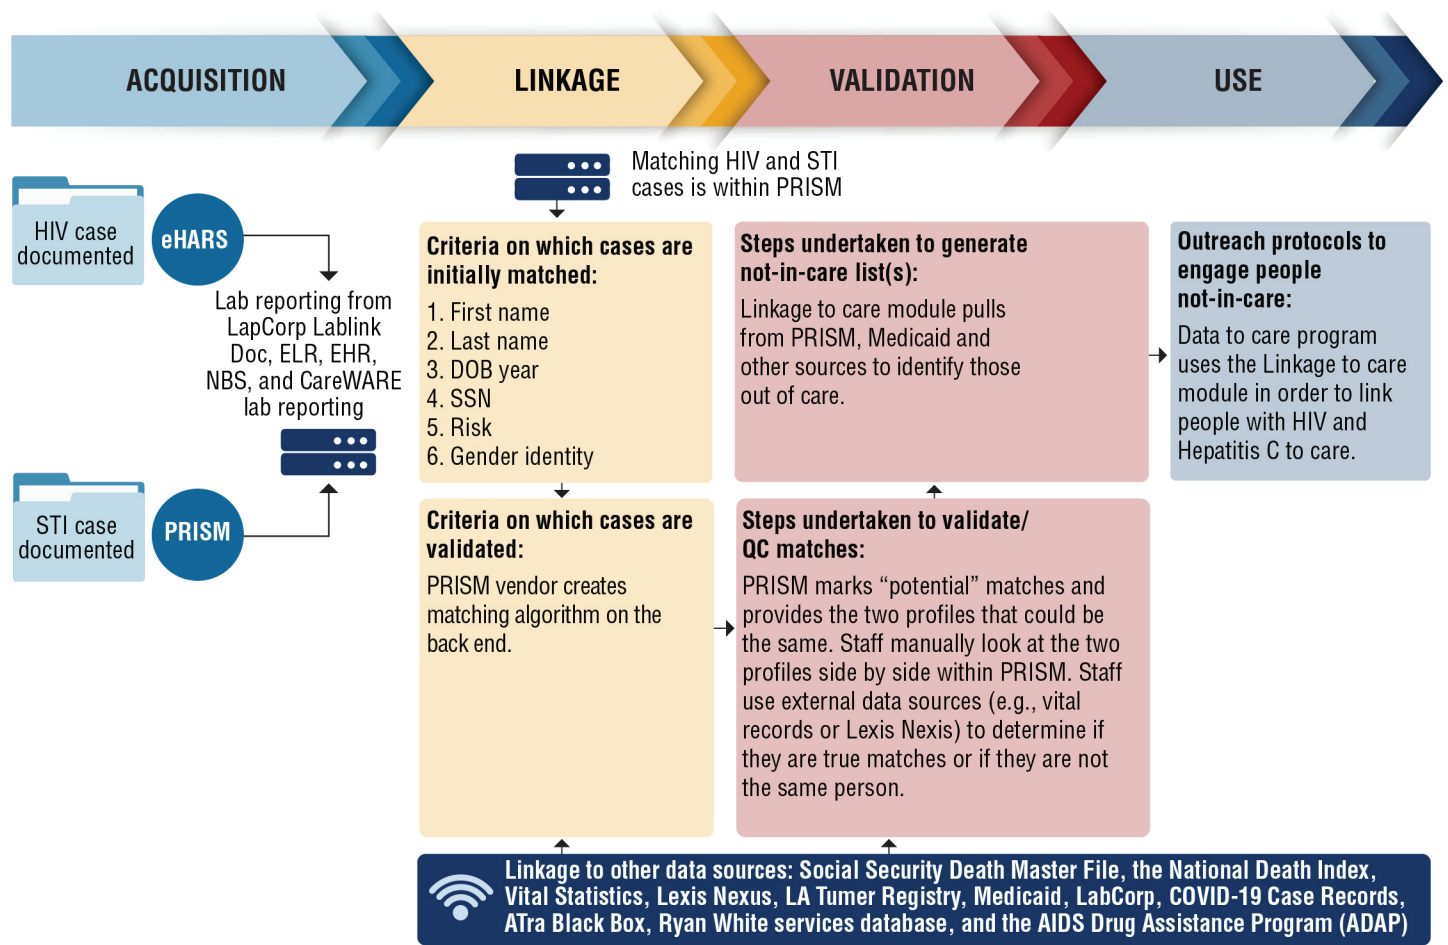 ACQUISITION
LINKAGE
VALIDATION
USE
HIV case
documented
eHARS
Lab reporting from
LapCorp Lablink
Doc, ELR, EHR,
NBS, and CareWARE
lab reporting
STI case
documented
PRISM
Matching HIV and STI
cases is within PRISM
Criteria on which cases are
initially matched:
1. First name
2. Last name
3. DOB year
4. SSN
5. Risk
6. Gender identity
Criteria on which cases are
validated:
PRISM vendor creates
matching algorithm on the
back end.
Steps undertaken to generate
not-in-care list(s):
Linkage to care module pulls
from PRISM, Medicaid and
other sources to identify those
out of care.
Steps undertaken to validate/
QC matches:
PRISM marks “potential” matches and
provides the two profiles that could be
the same. Staff manually look at the two
profiles side by side within PRISM. Staff
use external data sources (e.g., vital
records or Lexis Nexis) to determine if
they are true matches or if they are not
the same person.
Outreach protocols to
engage people
not-in-care:
Data to care program
uses the Linkage to care
module in order to link
people with HIV and
Hepatitis C to care.
Linkage to other data sources: Social Security Death Master File, the National Death Index,
Vital Statistics, Lexis Nexus, LA Tumer Registry, Medicaid, LabCorp, COVID-19 Case Records,
ATra Black Box, Ryan White services database, and the AIDS Drug Assistance Program (ADAP)